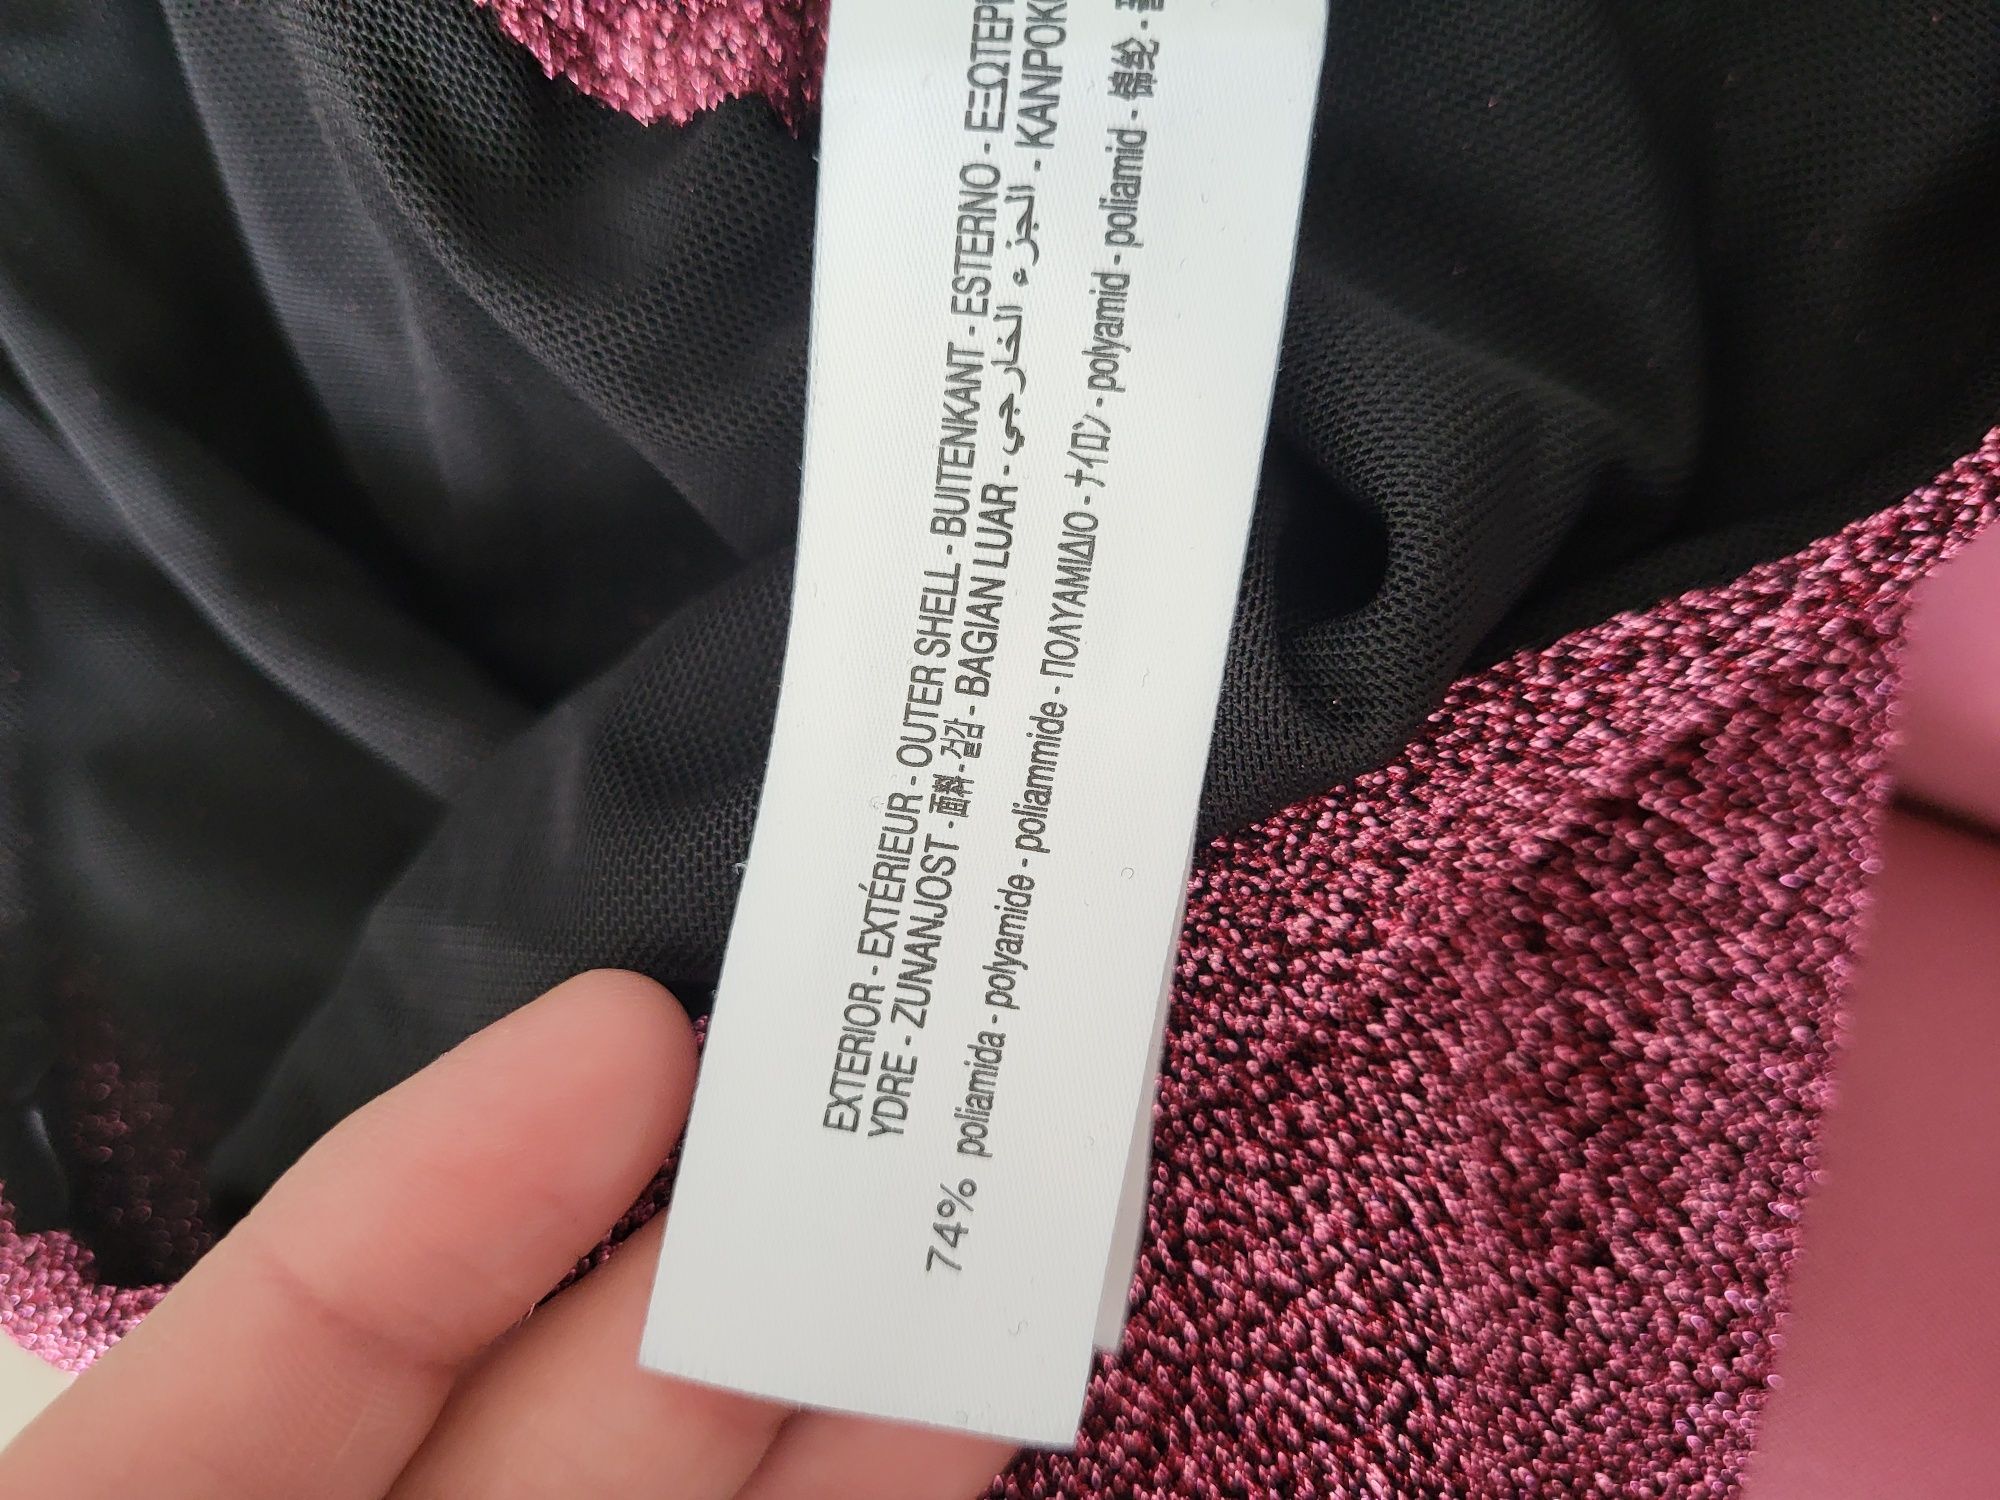 EXTERIOR - EXTÉRIEUR - OUTER SHELL - BUITENKANT - ESTERNO - ΕΞΩΤΕΡΙ
YDRE - ZUNANJOST - 面料 - 겉감 - BAGIAN LUAR - الجزء الخارجي - KANPOKO
74% poliamida - polyamide - poliammide - ΠΟΛΥΑΜΙΔΙΟ - ナイロン - polyamid - poliamid - 锦纶 -